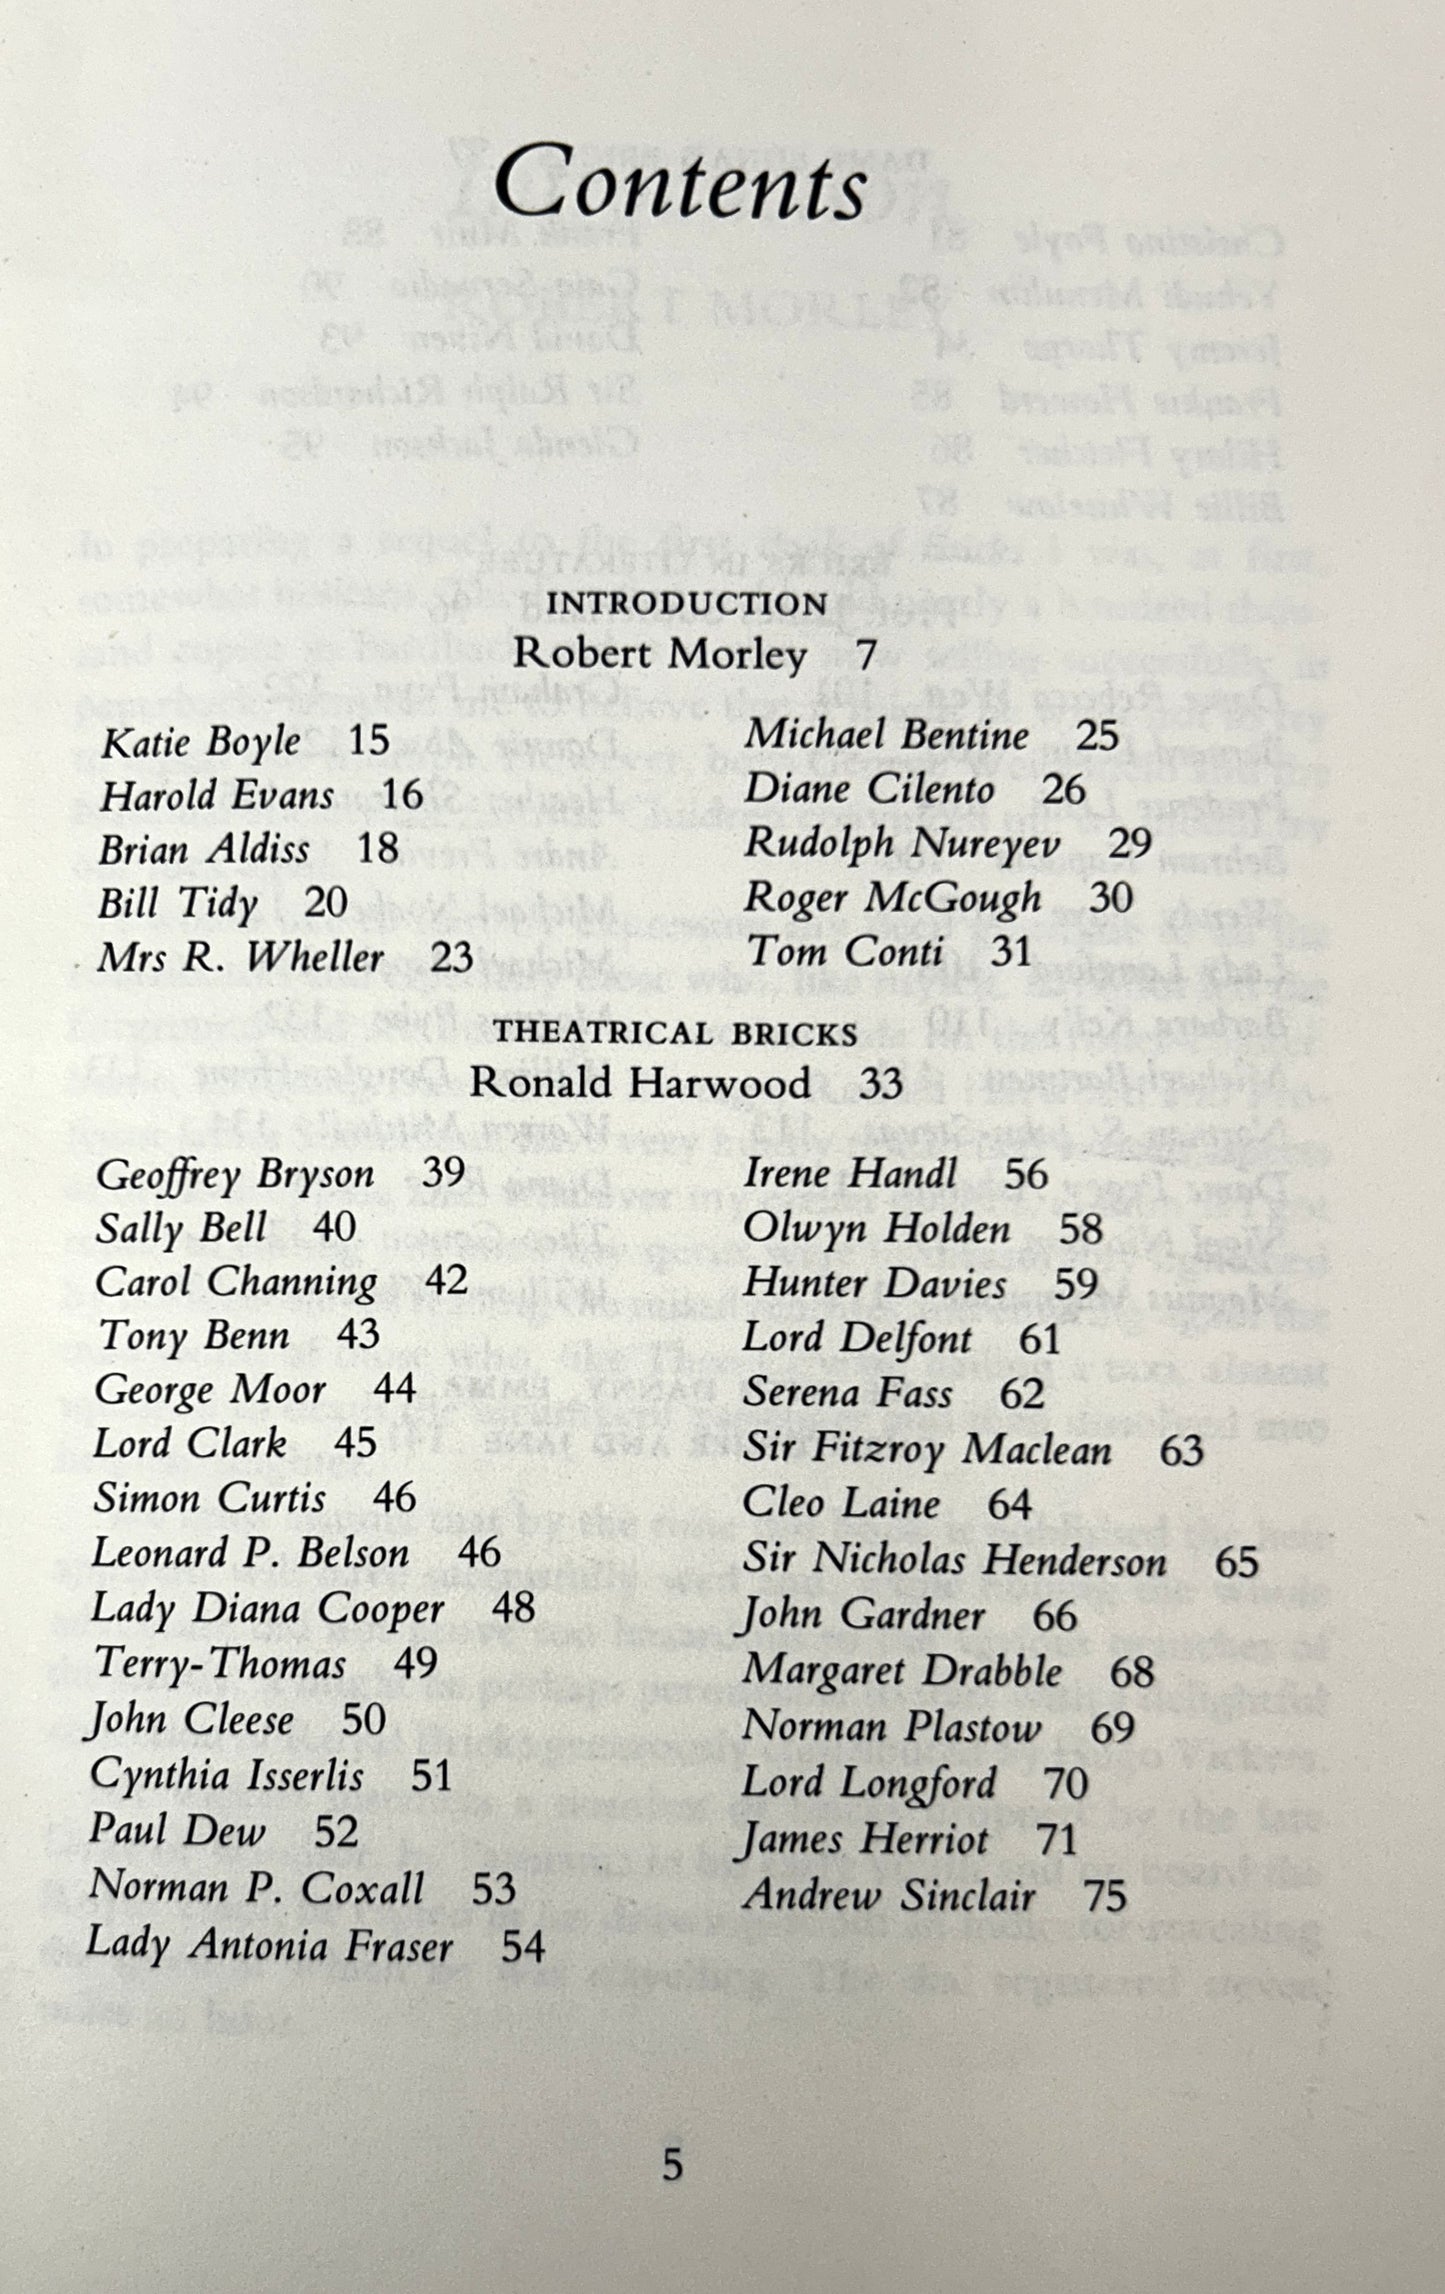 Contents
INTRODUCTION
Robert Morley 7
Katie Boyle 15
Harold Evans 16
Brian Aldiss 18
Bill Tidy 20
Mrs R. Wheller 23
Michael Bentine 25
Diane Cilento 26
Rudolph Nureyev 29
Roger McGough 30
Tom Conti 31
THEATRICAL BRICKS
Ronald Harwood 33
Geoffrey Bryson 39
Sally Bell 40
Carol Channing 42
Tony Benn 43
George Moor 44
Lord Clark 45
Simon Curtis 46
Leonard P. Belson 46
Lady Diana Cooper 48
Terry-Thomas 49
John Cleese 50
Cynthia Isserlis 51
Paul Dew 52
Norman P. Coxall 53
Lady Antonia Fraser 54
Irene Handl 56
Olwyn Holden 58
Hunter Davies 59
Lord Delfont 61
Serena Fass 62
Sir Fitzroy Maclean 63
Cleo Laine 64
Sir Nicholas Henderson 65
John Gardner 66
Margaret Drabble 68
Norman Plastow 69
Lord Longford 70
James Herriot 71
Andrew Sinclair 75
5